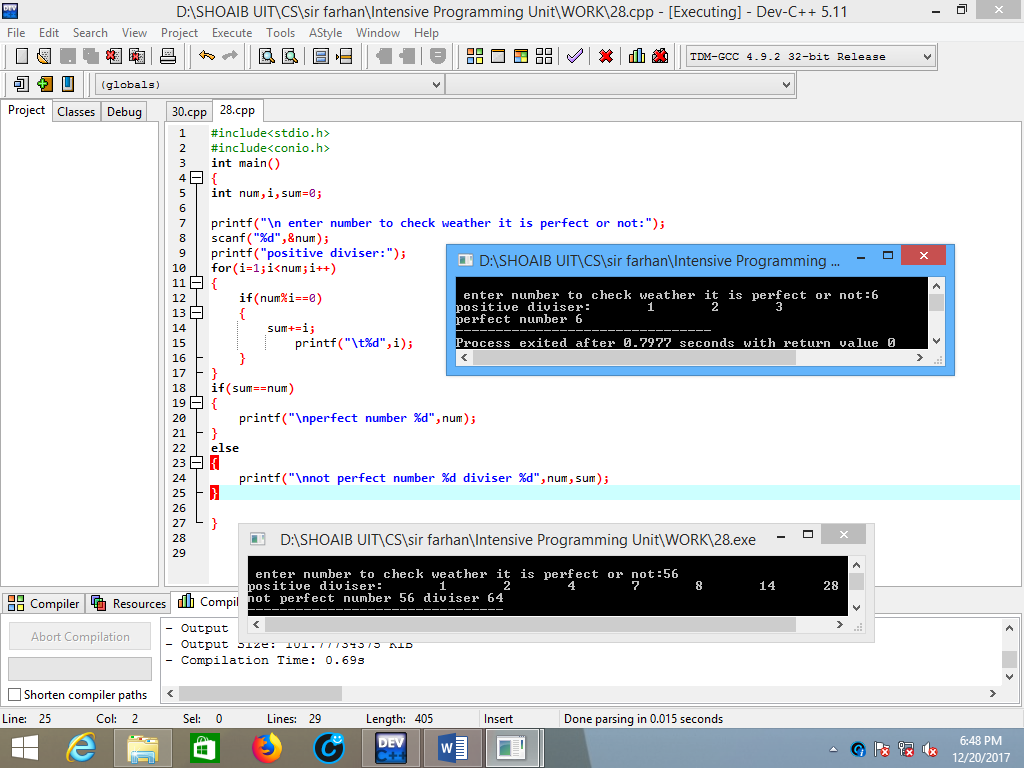 D:\SHOAIB UIT\CS\sir farhan\Intensive Programming Unit\WORK\28.cpp - [Executing] - Dev-C++ 5.11
File Edit Search View Project Execute Tools AStyle Window Help
TDM-GCC 4.9.2 32-bit Release
(globals)
Project Classes Debug
30.cpp 28.cpp
1 #include<stdio.h>
2 #include<conio.h>
3 int main()
4 {
5 int num,i,sum=0;
6
7 printf("\n enter number to check weather it is perfect or not:");
8 scanf("%d",&num);
9 printf("positive diviser:");
10 for(i=1;i<num;i++)
11 {
12 if(num%i==0)
13 {
14 sum+=i;
15 printf("\t%d",i);
16 }
17 }
18 if(sum==num)
19 {
20 printf("\nperfect number %d",num);
21 }
22 else
23 {
24 printf("\nnot perfect number %d diviser %d",num,sum);
25 }
26
27 }
28
29
D:\SHOAIB UIT\CS\sir farhan\Intensive Programming ...
enter number to check weather it is perfect or not:6
positive diviser: 1 2 3
perfect number 6
--------------------------------
Process exited after 0.7977 seconds with return value 0
D:\SHOAIB UIT\CS\sir farhan\Intensive Programming Unit\WORK\28.exe
enter number to check weather it is perfect or not:56
positive diviser: 1 2 4 7 8 14 28
not perfect number 56 diviser 64
--------------------------------
Compiler Resources Compil
Abort Compilation
Shorten compiler paths
- Output
- Output Size: 101.77734375 KiB
- Compilation Time: 0.69s
Line: 25 Col: 2 Sel: 0 Lines: 29 Length: 405 Insert Done parsing in 0.015 seconds
DEV C++
6:48 PM
12/20/2017